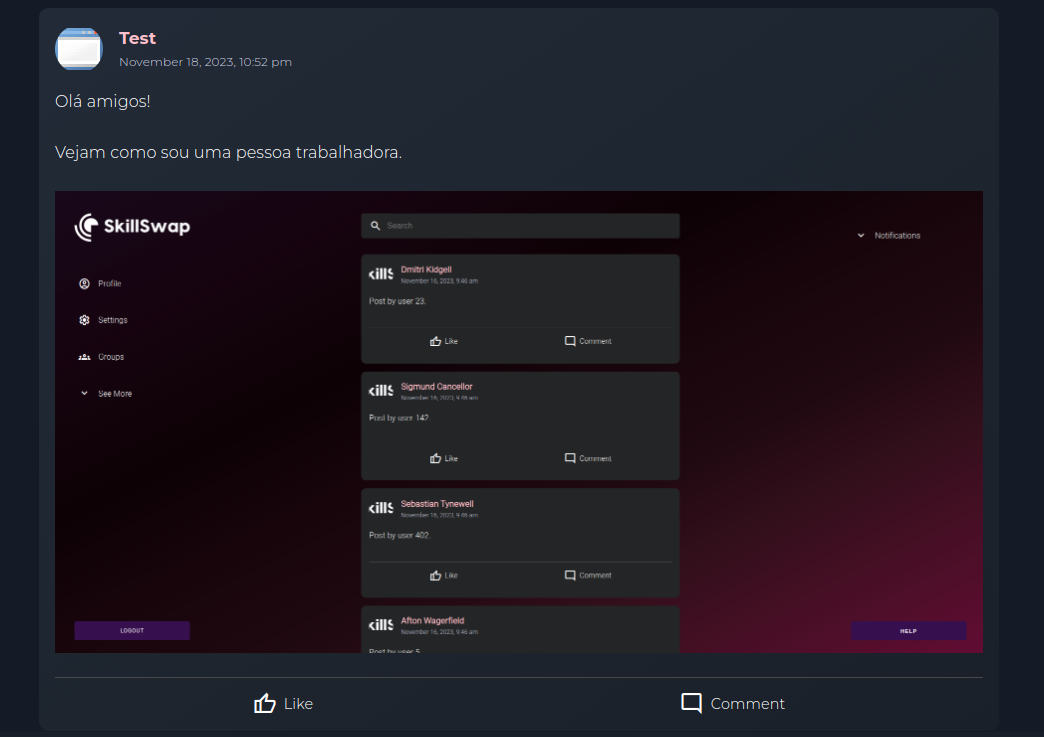 Test
November 18, 2023, 10:52 pm
Olá amigos!
Vejam como sou uma pessoa trabalhadora.
SkillSwap
Profile
Settings
Groups
See More
LOGOUT
Search
kills
Dmitri Kidgell
November 16, 2023, 9:46 am
Post by user 23.
Like
Comment
kills
Sigmund Cancellor
November 16, 2023, 9:46 am
Post by user 142.
Like
Comment
kills
Sebastian Tynewell
November 16, 2023, 9:46 am
Post by user 402.
Like
Comment
kills
Afton Wagerfield
November 16, 2023, 9:46 am
Post by user 5.
Notifications
HELP
Like
Comment